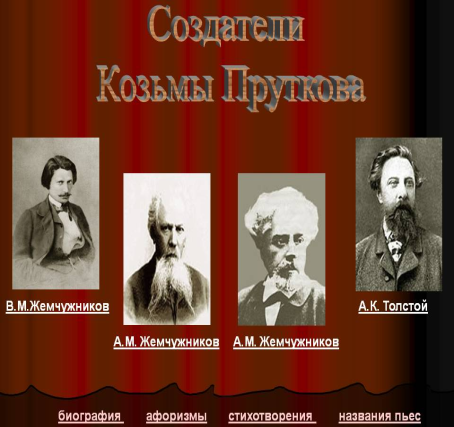 Создатели
Козьмы Пруткова
В.М.Жемчужников
А.К. Толстой
А.М. Жемчужников
А.М. Жемчужников
биография афоризмы стихотворения названия пьес